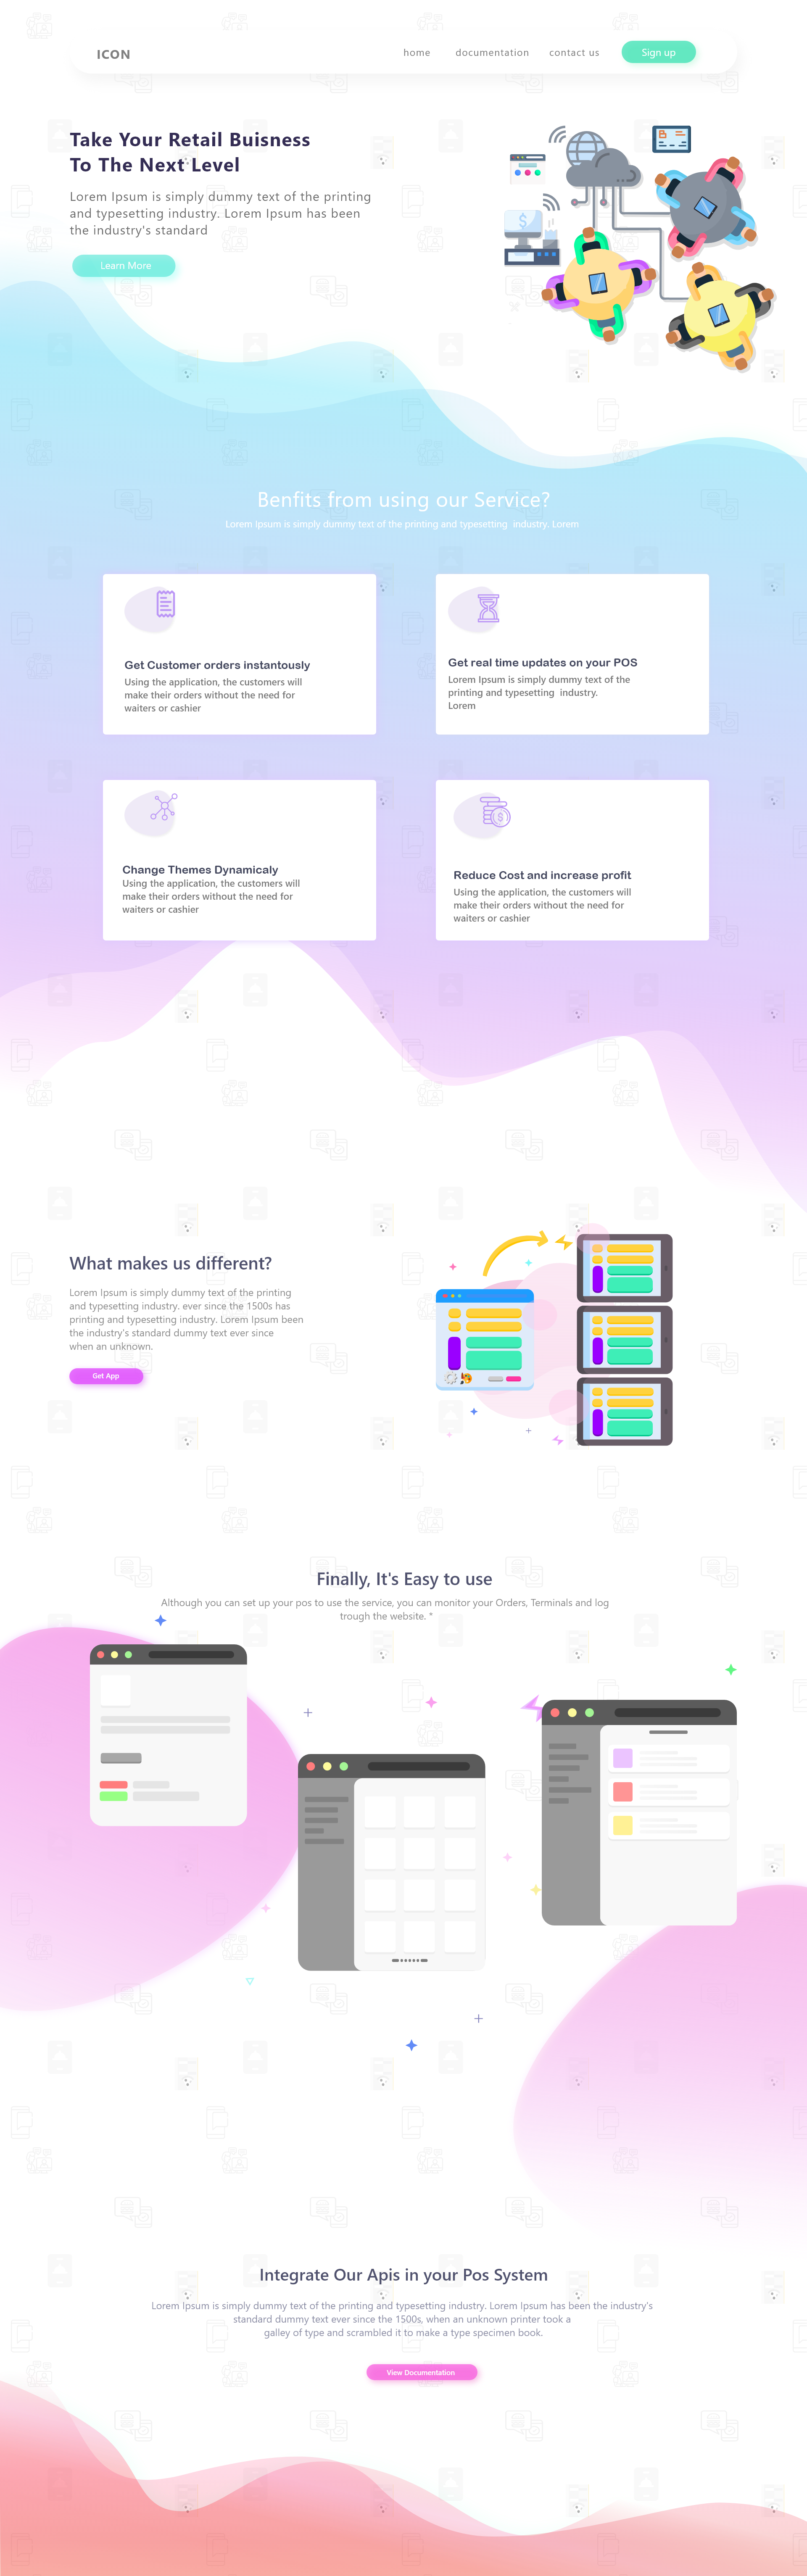 ICON
home documentation contact us Sign up
Take Your Retail Buisness
To The Next Level
Lorem Ipsum is simply dummy text of the printing
and typesetting industry. Lorem Ipsum has been
the industry's standard
Learn More
Benfits from using our Service?
Lorem Ipsum is simply dummy text of the printing and typesetting industry. Lorem
Get Customer orders instantously
Using the application, the customers will
make their orders without the need for
waiters or cashier
Get real time updates on your POS
Lorem Ipsum is simply dummy text of the
printing and typesetting industry.
Lorem
Change Themes Dynamicaly
Using the application, the customers will
make their orders without the need for
waiters or cashier
Reduce Cost and increase profit
Using the application, the customers will
make their orders without the need for
waiters or cashier
What makes us different?
Lorem Ipsum is simply dummy text of the printing
and typesetting industry. ever since the 1500s has
printing and typesetting industry. Lorem Ipsum been
the industry's standard dummy text ever since
when an unknown.
Get App
Finally, It's Easy to use
Although you can set up your pos to use the service, you can monitor your Orders, Terminals and log
trough the website. *
Integrate Our Apis in your Pos System
Lorem Ipsum is simply dummy text of the printing and typesetting industry. Lorem Ipsum has been the industry's
standard dummy text ever since the 1500s, when an unknown printer took a
galley of type and scrambled it to make a type specimen book.
View Documentation